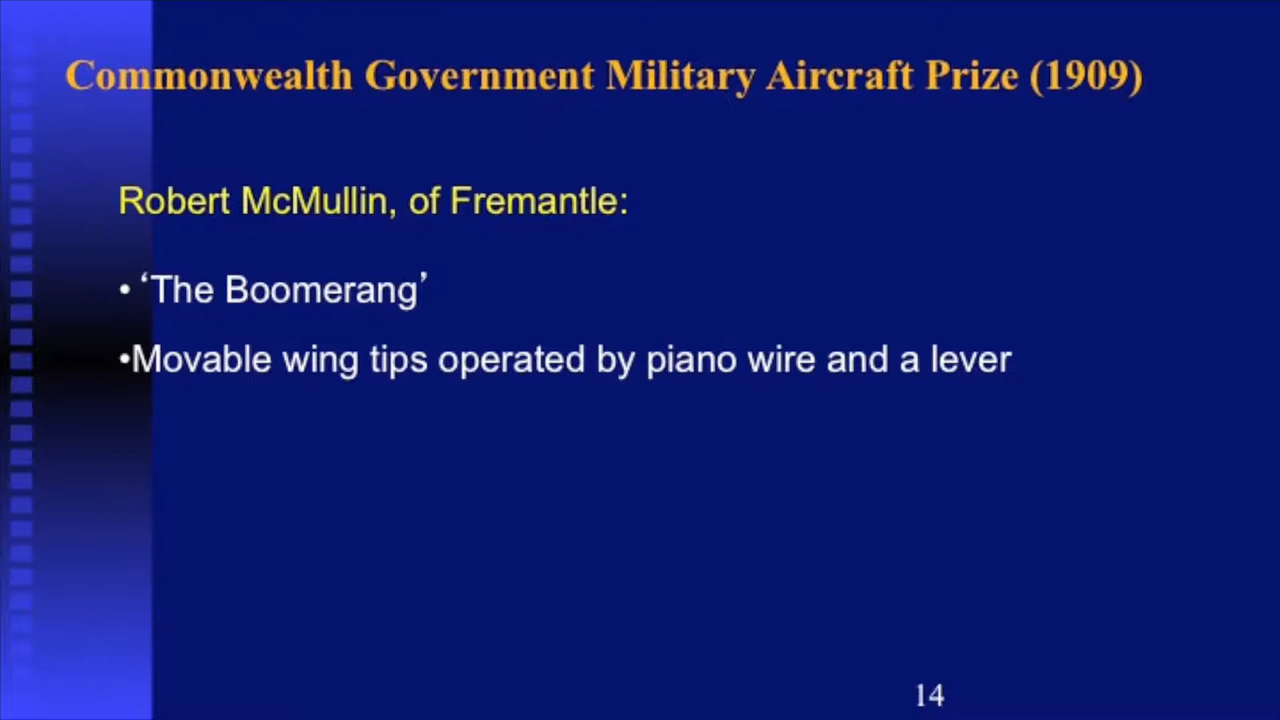 Commonwealth Government Military Aircraft Prize (1909)
Robert McMullin, of Fremantle:
• ‘The Boomerang’
•Movable wing tips operated by piano wire and a lever
14